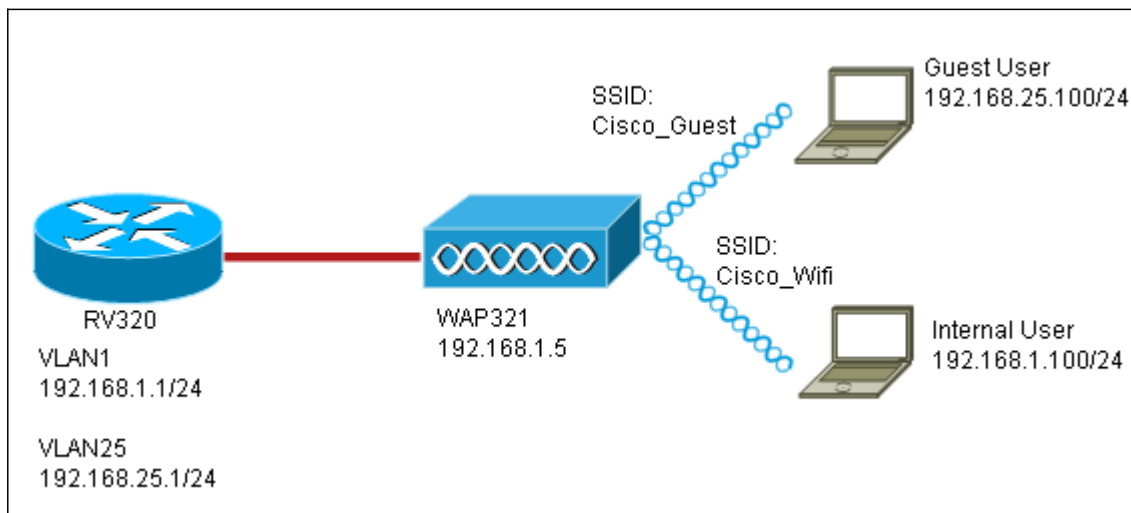 RV320
VLAN1
192.168.1.1/24
VLAN25
192.168.25.1/24
WAP321
192.168.1.5
SSID:
Cisco_Guest
Guest User
192.168.25.100/24
SSID:
Cisco_Wifi
Internal User
192.168.1.100/24